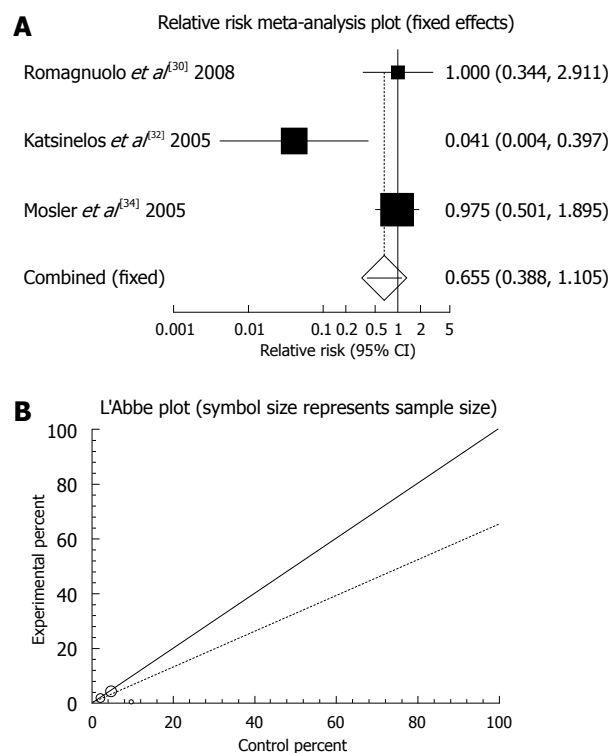 A
Relative risk meta-analysis plot (fixed effects)
Romagnuolo et al[30] 2008 1.000 (0.344, 2.911)
Katsinelos et al[32] 2005 0.041 (0.004, 0.397)
Mosler et al[34] 2005 0.975 (0.501, 1.895)
Combined (fixed) 0.655 (0.388, 1.105)
0.001 0.01 0.1 0.2 0.5 1 2 5
Relative risk (95% CI)
B
L'Abbe plot (symbol size represents sample size)
100
80
60
40
20
0
Experimental percent
0 20 40 60 80 100
Control percent